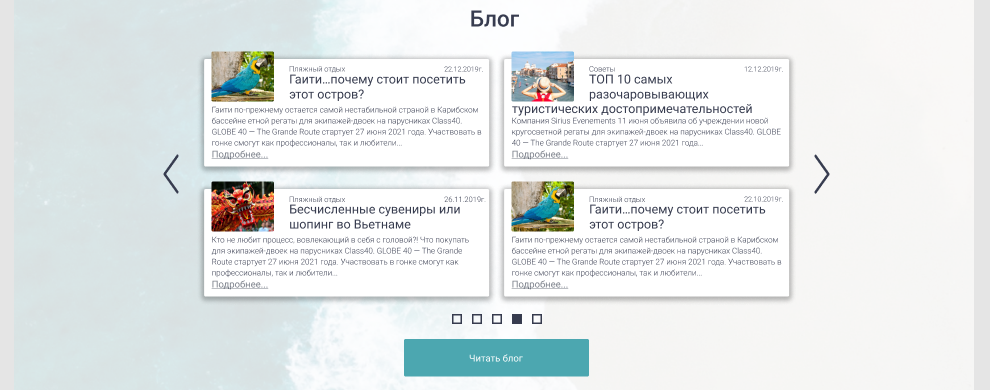 Блог
Пляжный отдых
22.12.2019г.
Гаити...почему стоит посетить
этот остров?
Гаити по-прежнему остается самой нестабильной страной в Карибском
бассейне етной регаты для экипажей-двоек на парусниках Class40.
GLOBE 40 — The Grande Route стартует 27 июня 2021 года. Участвовать в
гонке смогут как профессионалы, так и любители...
Подробнее...
Советы
12.12.2019г.
ТОП 10 самых
разочаровывающих
туристических достопримечательностей
Компания Sirius Evenements 11 июня объявила об учреждении новой
кругосветной регаты для экипажей-двоек на парусниках Class40. GLOBE
40 — The Grande Route стартует 27 июня 2021 года...
Подробнее...
Пляжный отдых
26.11.2019г.
Бесчисленные сувениры или
шопинг во Вьетнаме
Кто не любит процесс, вовлекающий в себя с головой?! Что покупать
для экипажей-двоек на парусниках Class40. GLOBE 40 — The Grande
Route стартует 27 июня 2021 года. Участвовать в гонке смогут как
профессионалы, так и любители...
Подробнее...
Пляжный отдых
22.10.2019г.
Гаити...почему стоит посетить
этот остров?
Гаити по-прежнему остается самой нестабильной страной в Карибском
бассейне етной регаты для экипажей-двоек на парусниках Class40.
GLOBE 40 — The Grande Route стартует 27 июня 2021 года. Участвовать в
гонке смогут как профессионалы, так и любители...
Подробнее...
Читать блог